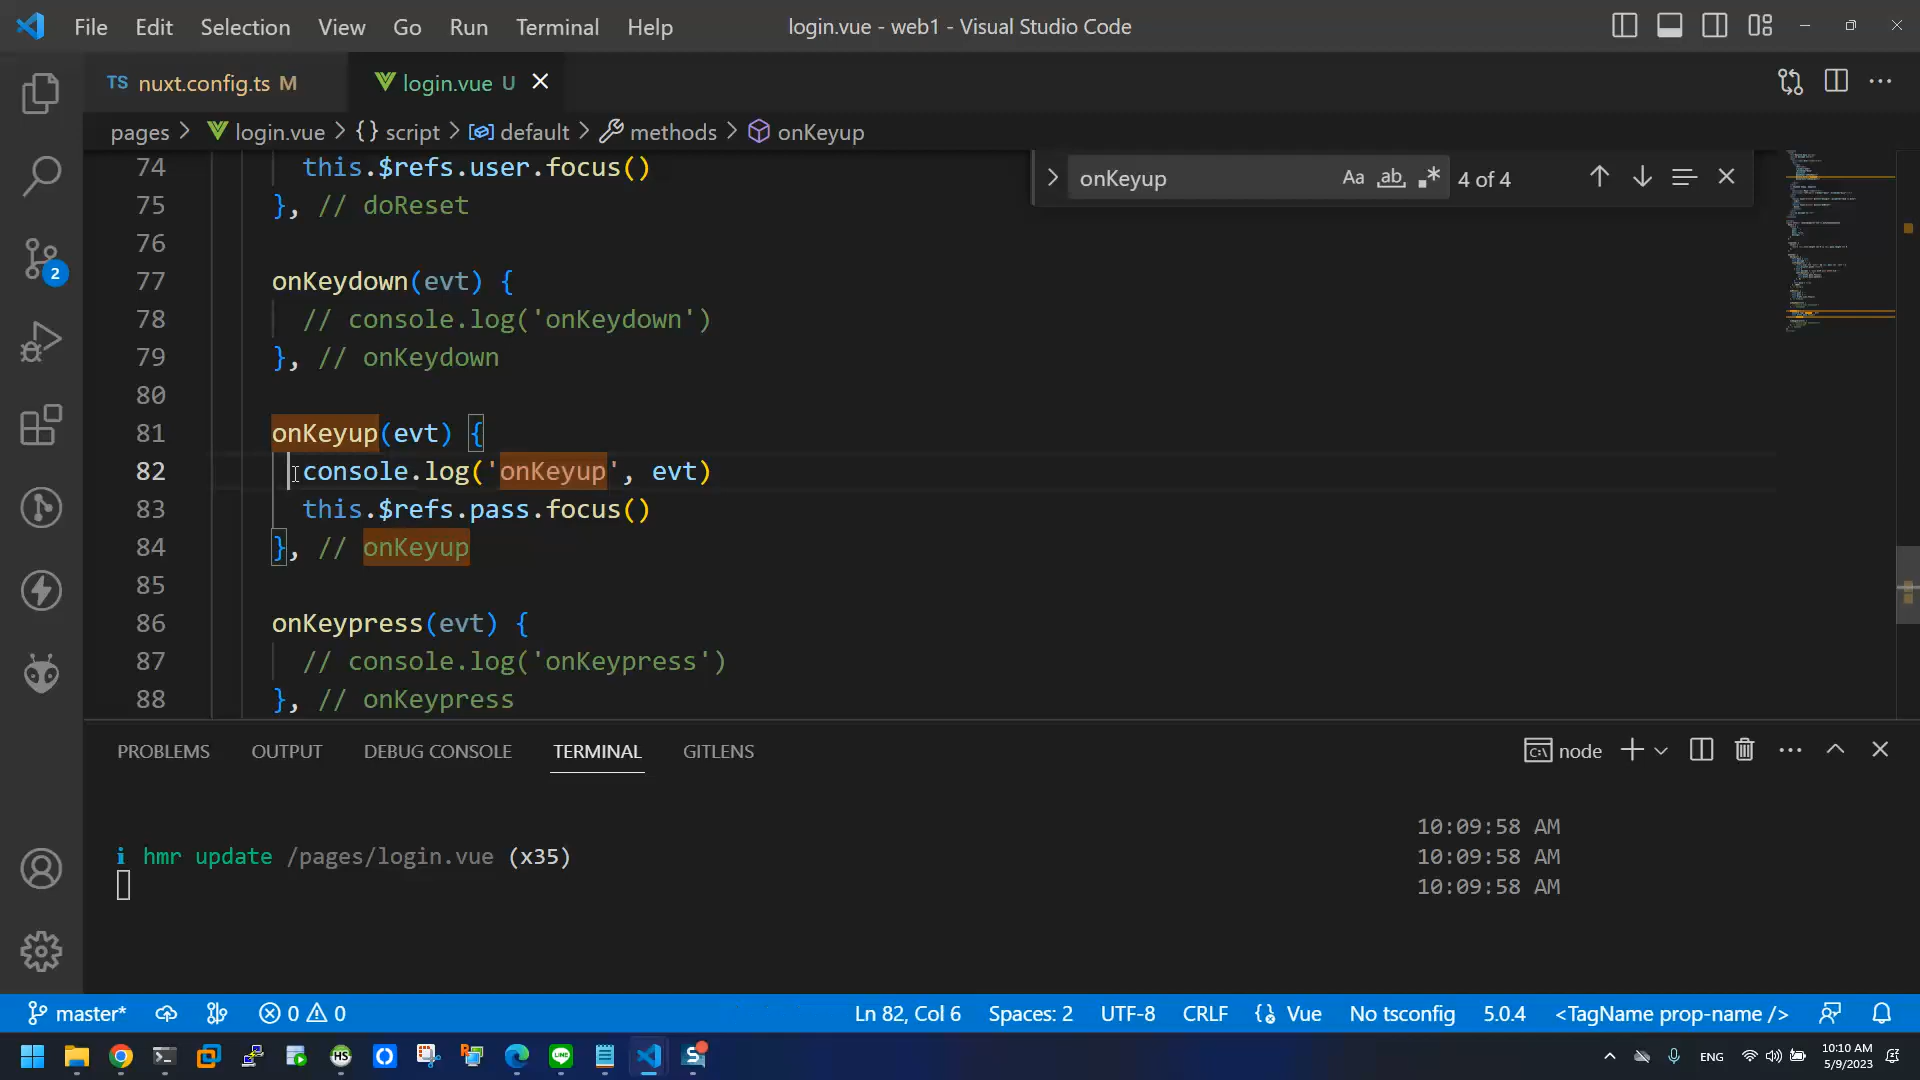 File Edit Selection View Go Run Terminal Help login.vue - web1 - Visual Studio Code
TS nuxt.config.ts M login.vue U
pages > login.vue > {} script > default > methods > onKeyup
onKeyup Aa ab 4 of 4
74 this.$refs.user.focus()
75 }, // doReset
76
77 onKeydown(evt) {
78 // console.log('onKeydown')
79 }, // onKeydown
80
81 onKeyup(evt) {
82 console.log('onKeyup', evt)
83 this.$refs.pass.focus()
84 }, // onKeyup
85
86 onKeypress(evt) {
87 // console.log('onKeypress')
88 }, // onKeypress
2
PROBLEMS OUTPUT DEBUG CONSOLE TERMINAL GITLENS node
10:09:58 AM
i hmr update /pages/login.vue (x35) 10:09:58 AM
10:09:58 AM
master* 0 0 Ln 82, Col 6 Spaces: 2 UTF-8 CRLF Vue No tsconfig 5.0.4 <TagName prop-name />
HS LINE S ENG 10:10 AM
5/9/2023